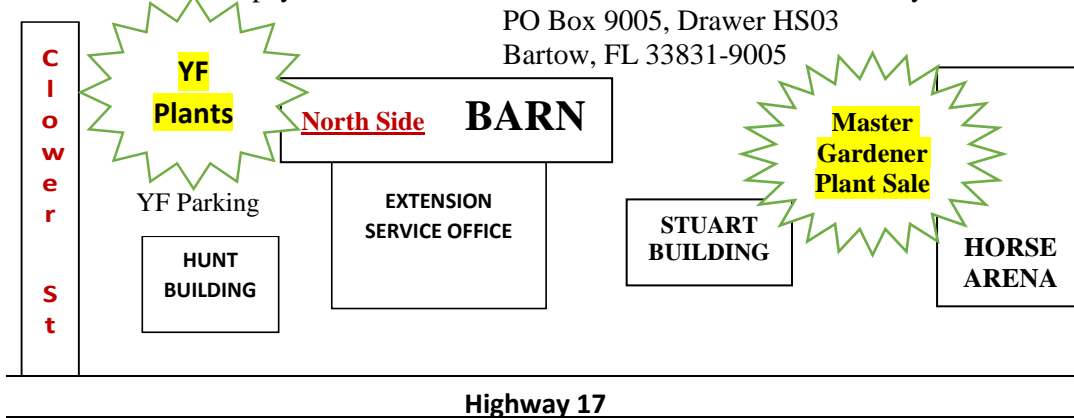 PO Box 9005, Drawer HS03
Bartow, FL 33831-9005
C
l
o
w
e
r
S
t
YF
Plants
North Side BARN
Master
Gardener
Plant Sale
YF Parking
EXTENSION
SERVICE OFFICE
STUART
BUILDING
HUNT
BUILDING
HORSE
ARENA
Highway 17